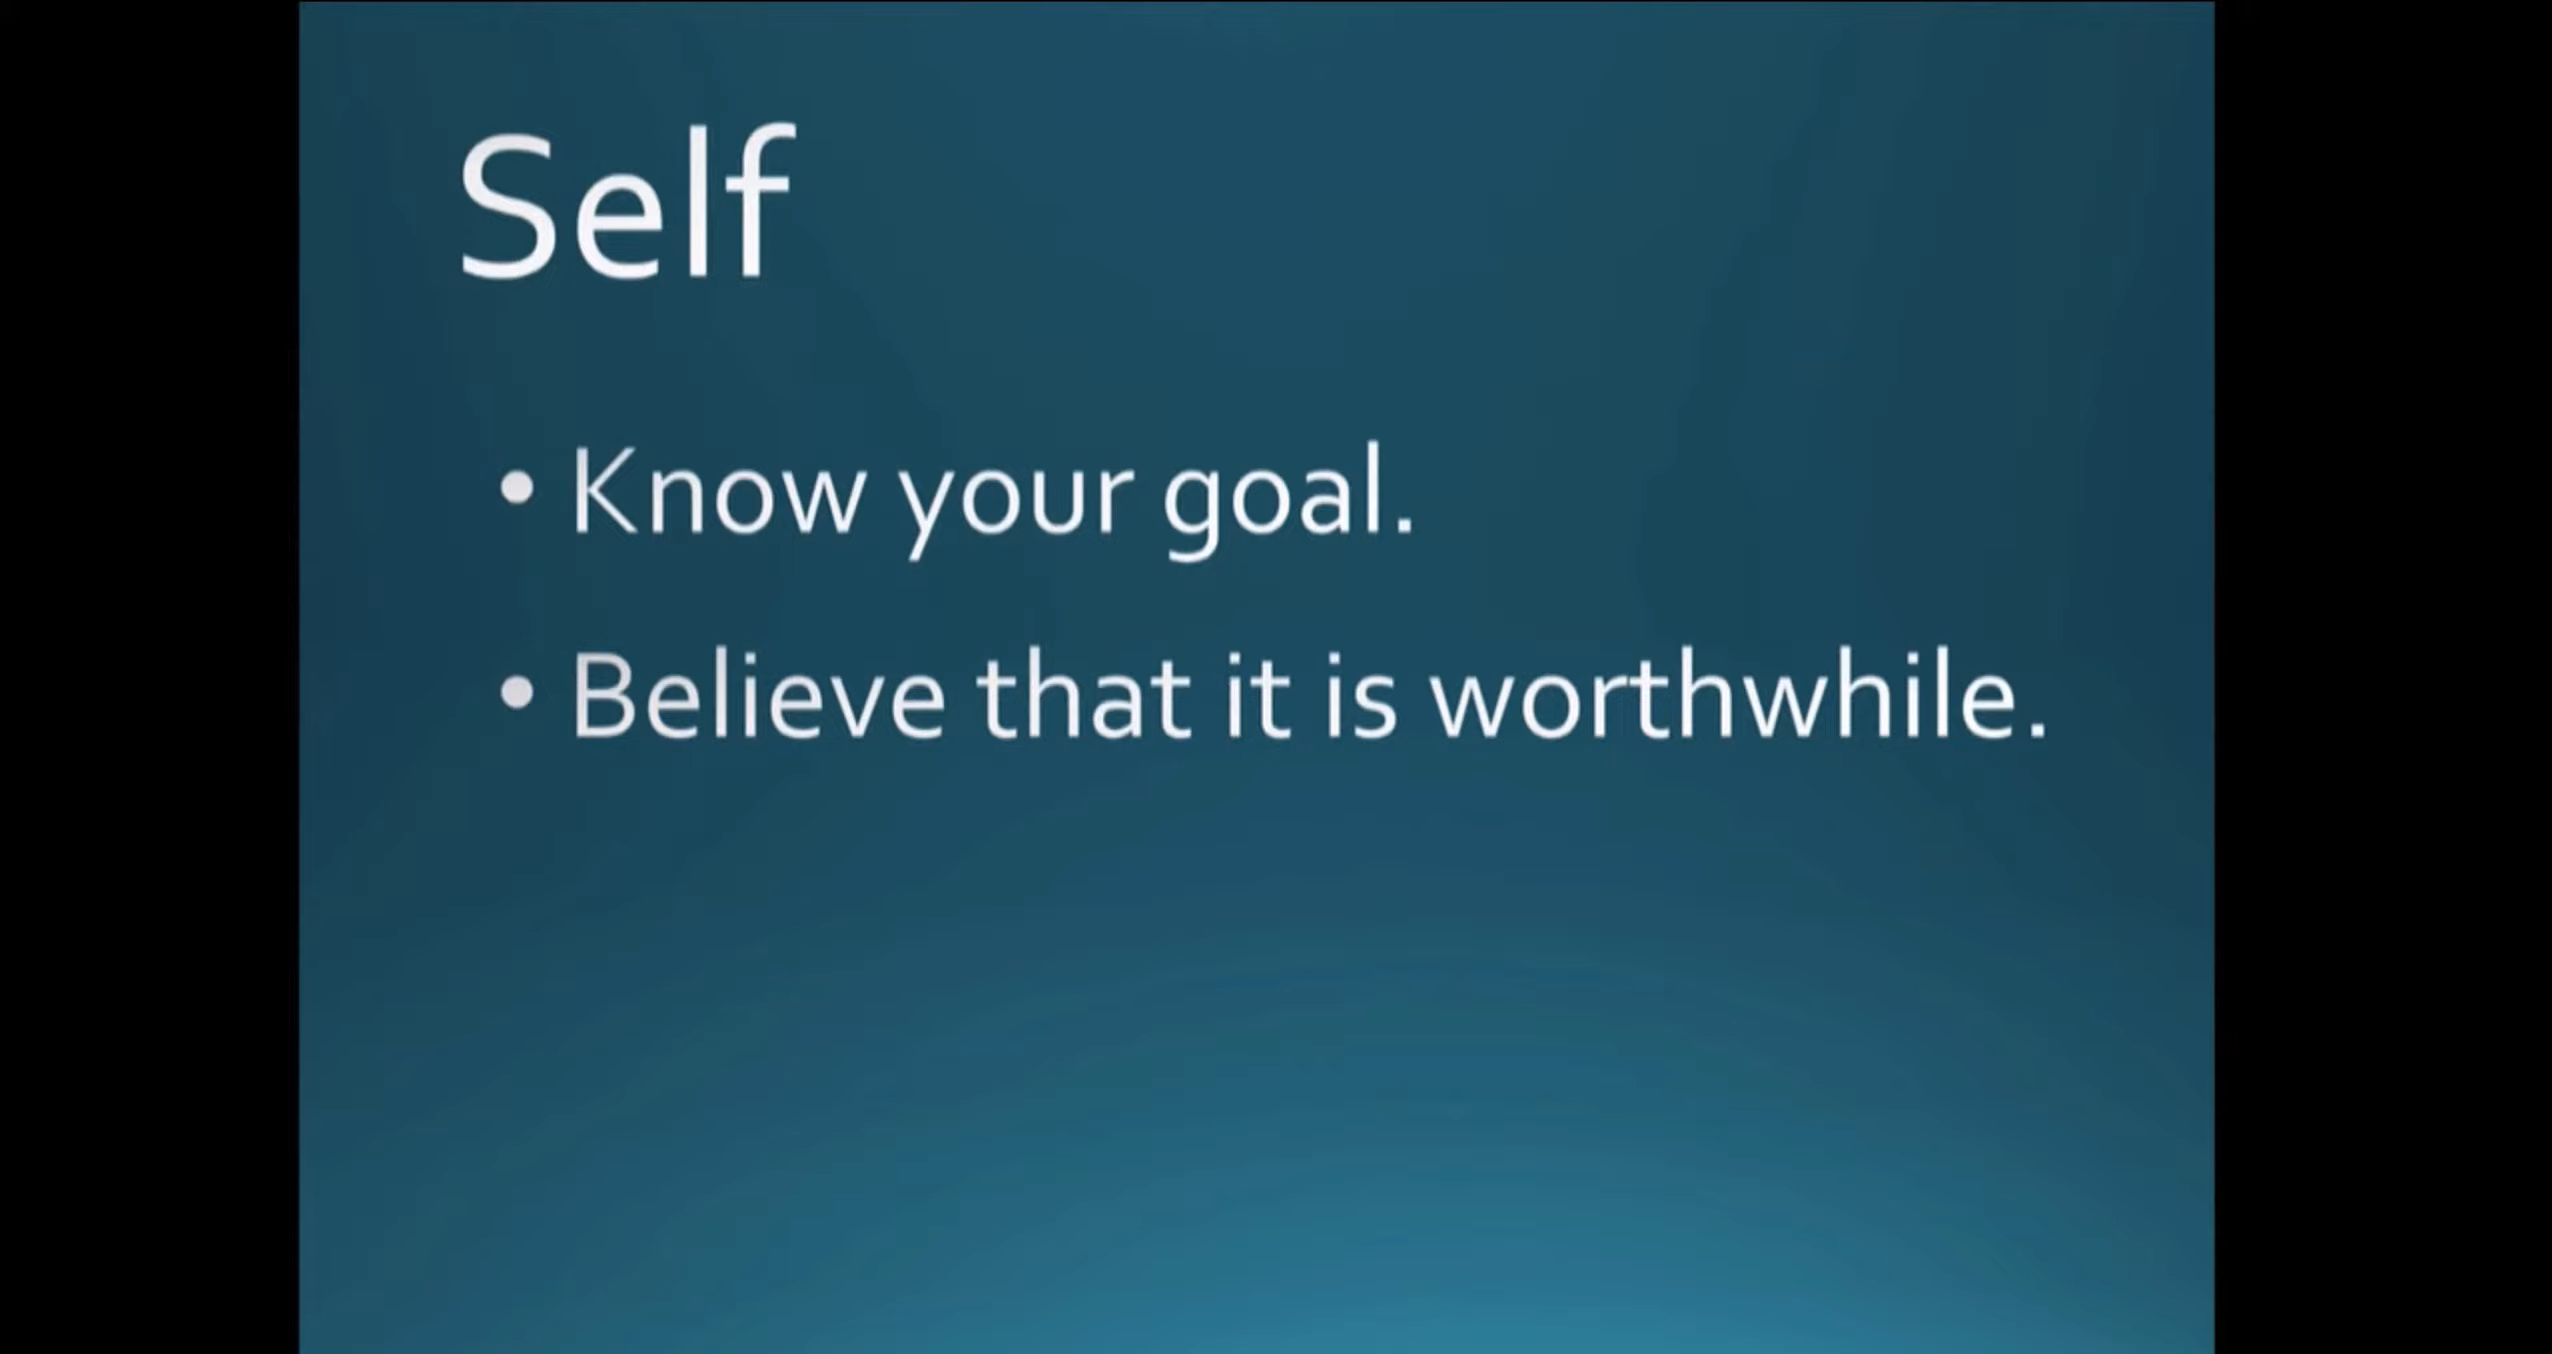 Self
• Know your goal.
• Believe that it is worthwhile.